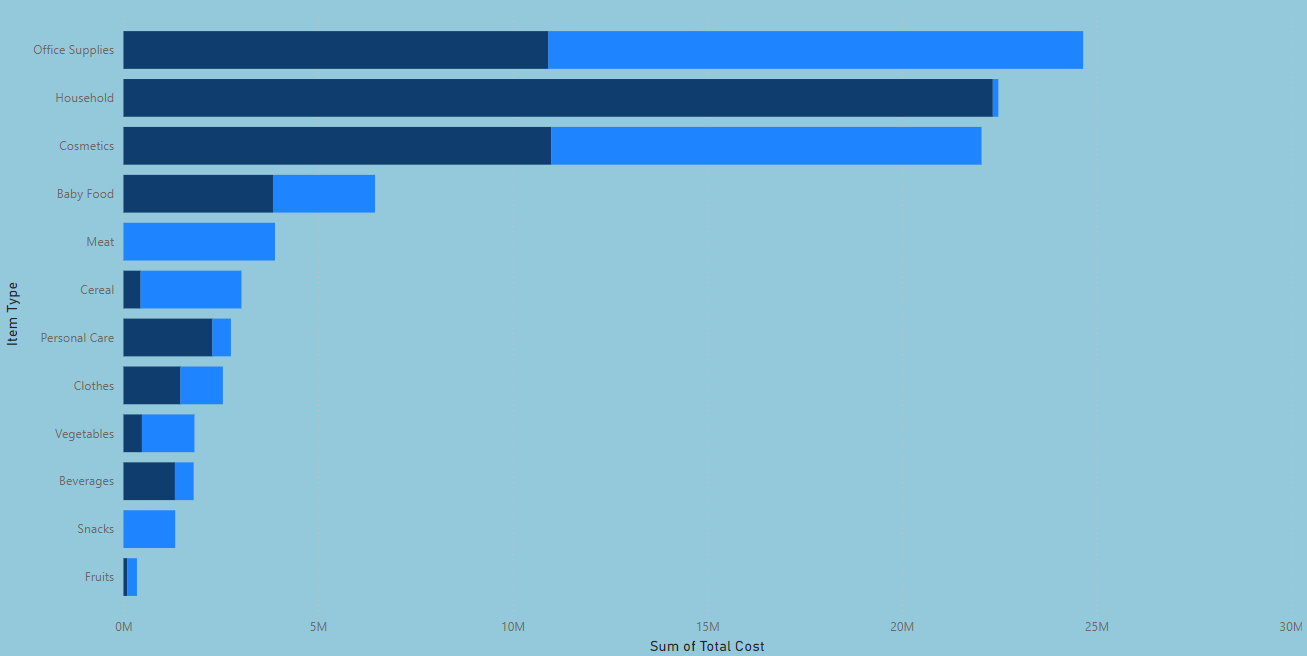 Item Type
Office Supplies
Household
Cosmetics
Baby Food
Meat
Cereal
Personal Care
Clothes
Vegetables
Beverages
Snacks
Fruits
0M 5M 10M 15M 20M 25M 30M
Sum of Total Cost